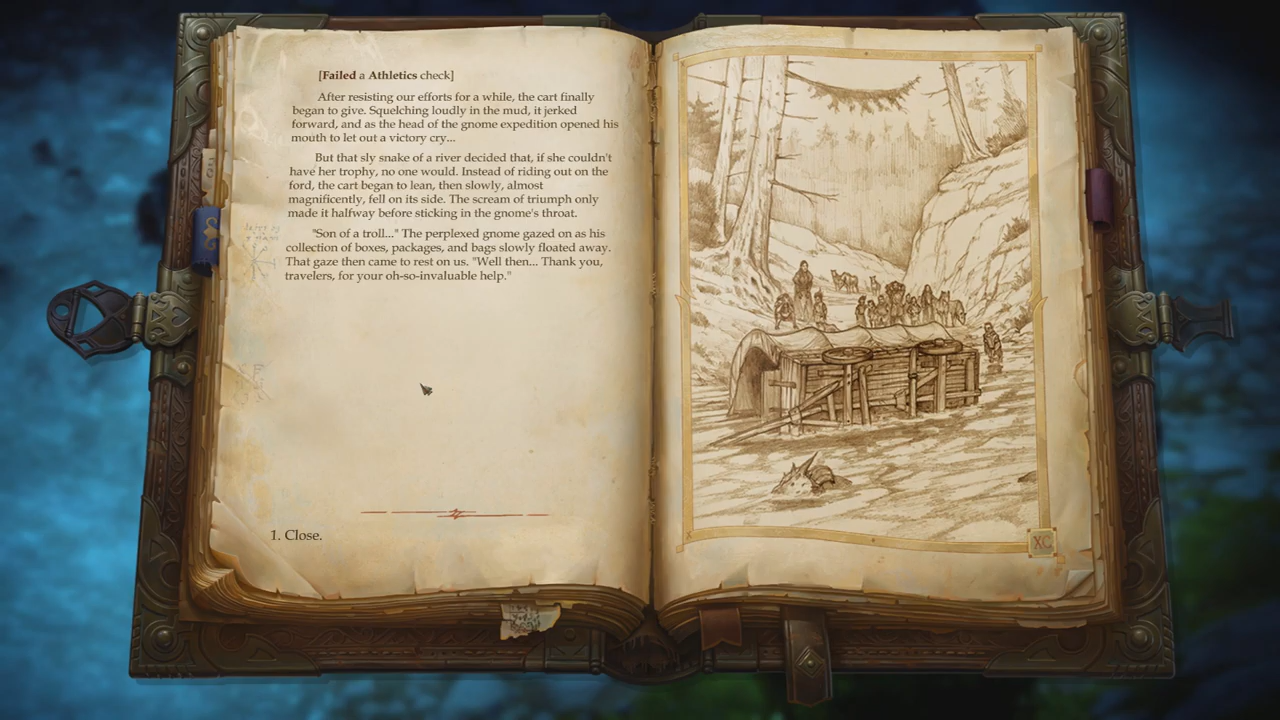 [Failed a Athletics check]
After resisting our efforts for a while, the cart finally
began to give. Squelching loudly in the mud, it jerked
forward, and as the head of the gnome expedition opened his
mouth to let out a victory cry...
But that sly snake of a river decided that, if she couldn't
have her trophy, no one would. Instead of riding out on the
ford, the cart began to lean, then slowly, almost
magnificently, fell on its side. The scream of triumph only
made it halfway before sticking in the gnome's throat.
"Son of a troll..." The perplexed gnome gazed on as his
collection of boxes, packages, and bags slowly floated away.
That gaze then came to rest on us. "Well then... Thank you,
travelers, for your oh-so-invaluable help."
1. Close.
XC